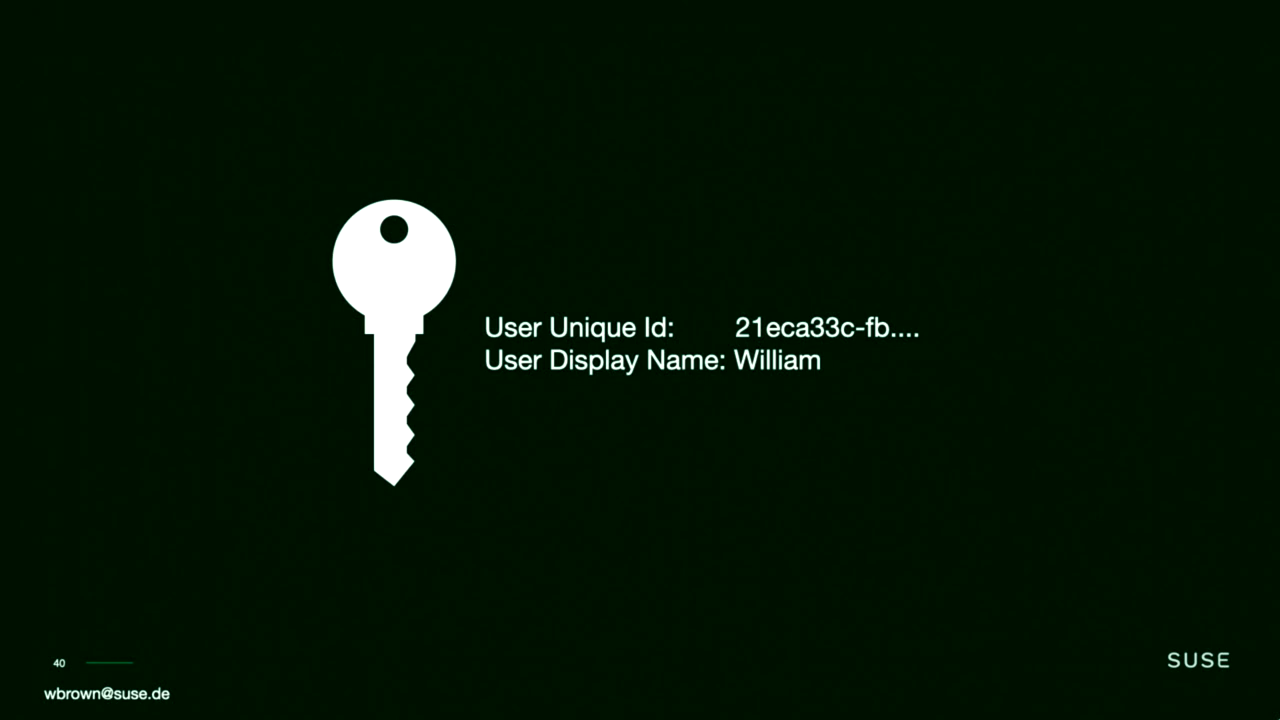 User Unique Id: 21eca33c-fb....
User Display Name: William
40
SUSE
wbrown@suse.de